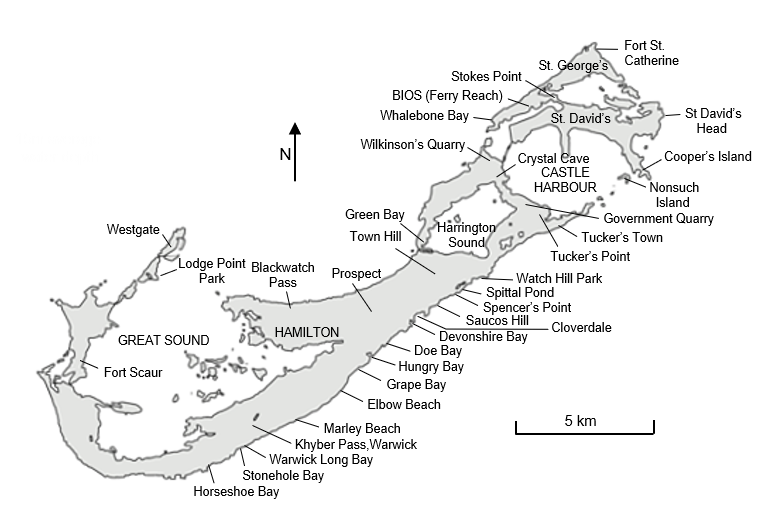 Fort St.
Catherine
St. George's
Stokes Point
BIOS (Ferry Reach)
Whalebone Bay
St. David's
St David's
Head
Wilkinson's Quarry
Crystal Cave
CASTLE
HARBOUR
Cooper's Island
Nonsuch
Island
N
Green Bay
Harrington
Sound
Government Quarry
Town Hill
Tucker's Town
Tucker's Point
Westgate
Lodge Point
Park
Blackwatch
Pass
Prospect
Watch Hill Park
Spittal Pond
Spencer's Point
Saucos Hill
Cloverdale
GREAT SOUND
HAMILTON
Devonshire Bay
Doe Bay
Hungry Bay
Fort Scaur
Grape Bay
Elbow Beach
5 km
Marley Beach
Khyber Pass,Warwick
Warwick Long Bay
Stonehole Bay
Horseshoe Bay